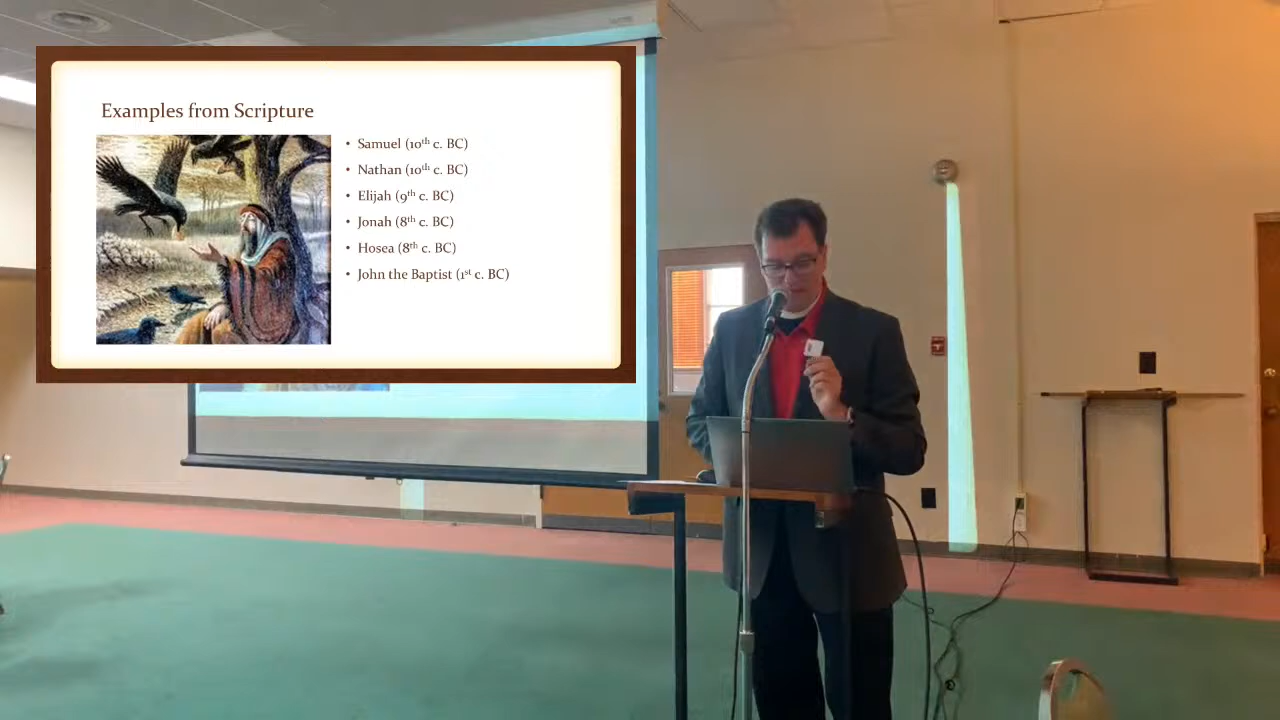 Examples from Scripture
• Samuel (10th c. BC)
• Nathan (10th c. BC)
• Elijah (9th c. BC)
• Jonah (8th c. BC)
• Hosea (8th c. BC)
• John the Baptist (1st c. BC)